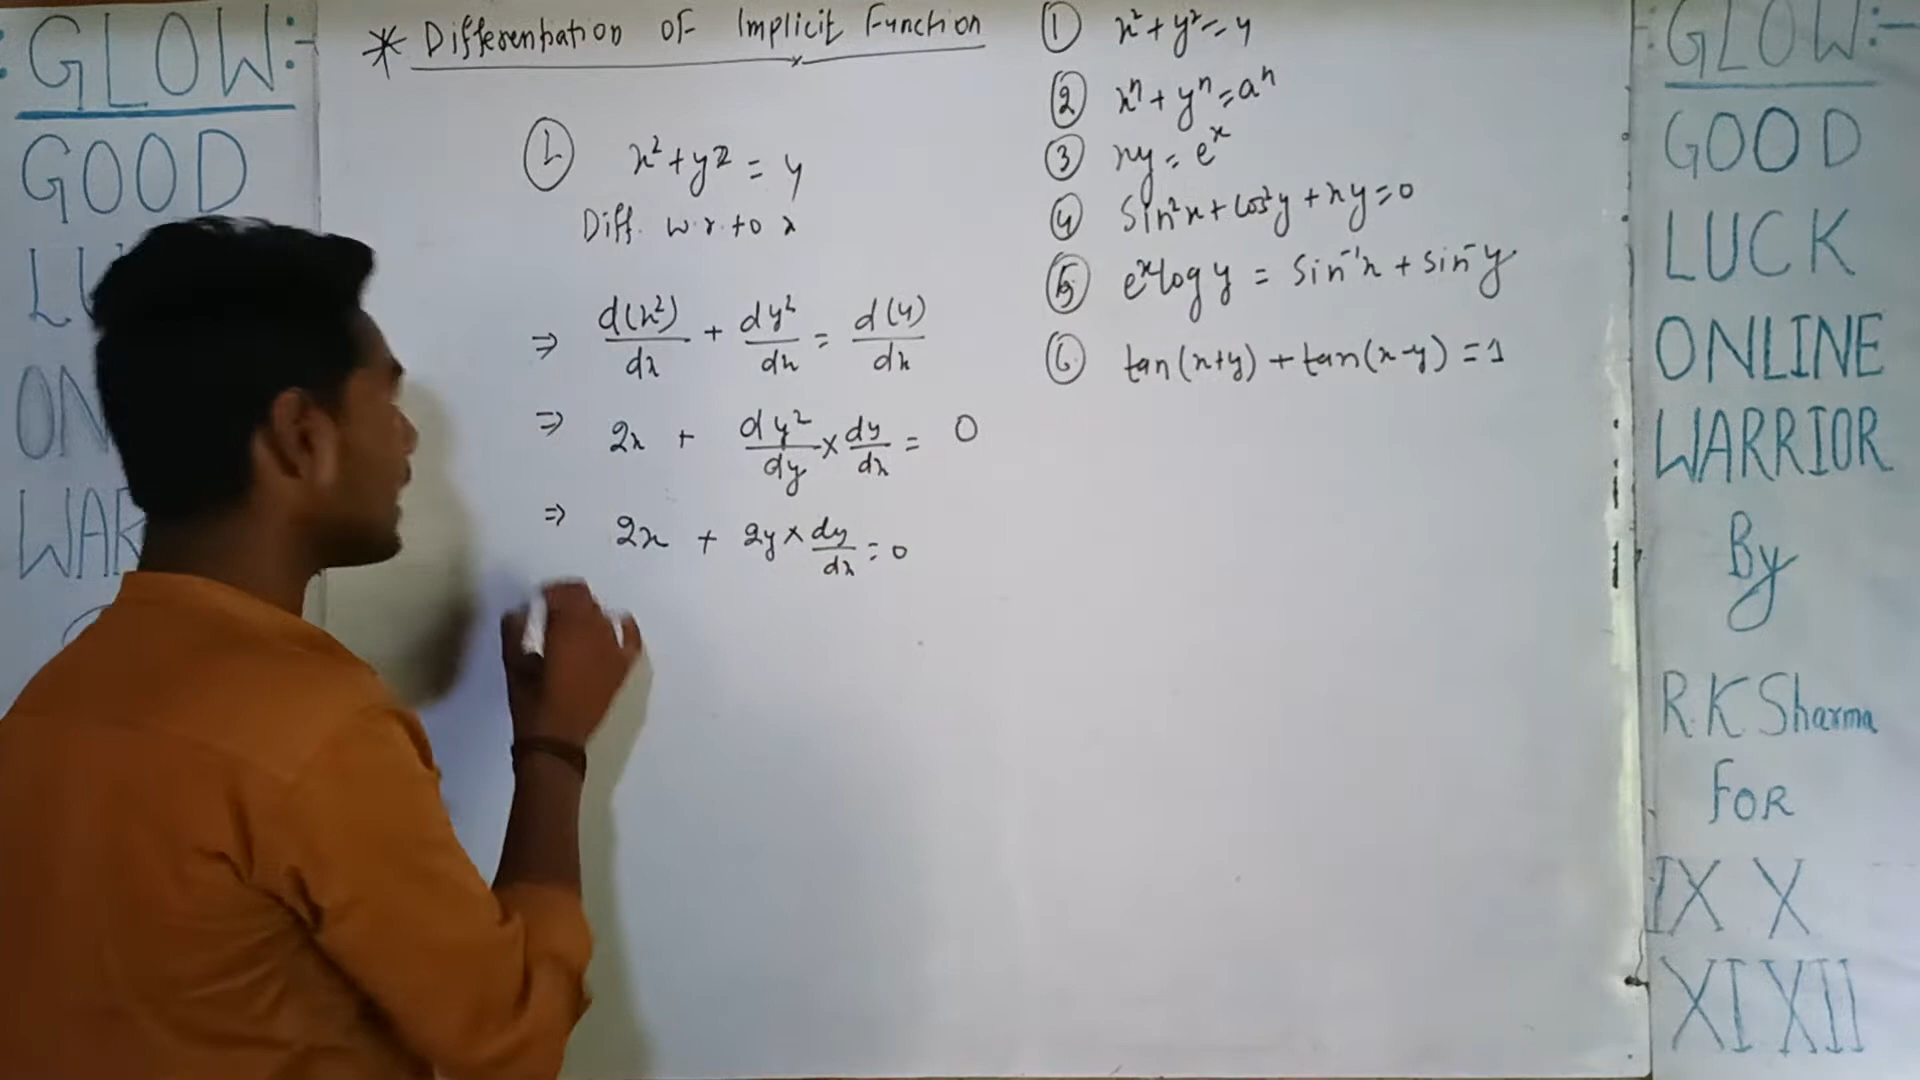 :GLOW:-
GOOD
LU
ON
WAR
* Differentiation OF Implicit Function
① x² + y² = 4
Diff. w.r. to x
⇒ d(x²)/dx + dy²/dx = d(4)/dx
⇒ 2x + dy²/dy × dy/dx = 0
⇒ 2x + 2y × dy/dx = 0
① x² + y² = 4
② xⁿ + yⁿ = aⁿ
③ xy = eˣ
④ Sin²x + Cos²y + xy = 0
⑤ eˣ log y = Sin⁻¹x + Sin⁻y
⑥ tan(x+y) + tan(x-y) = 1
:GLOW:-
GOOD
LUCK
ONLINE
WARRIOR
By
R.K Sharma
FOR
IX X
XI XII